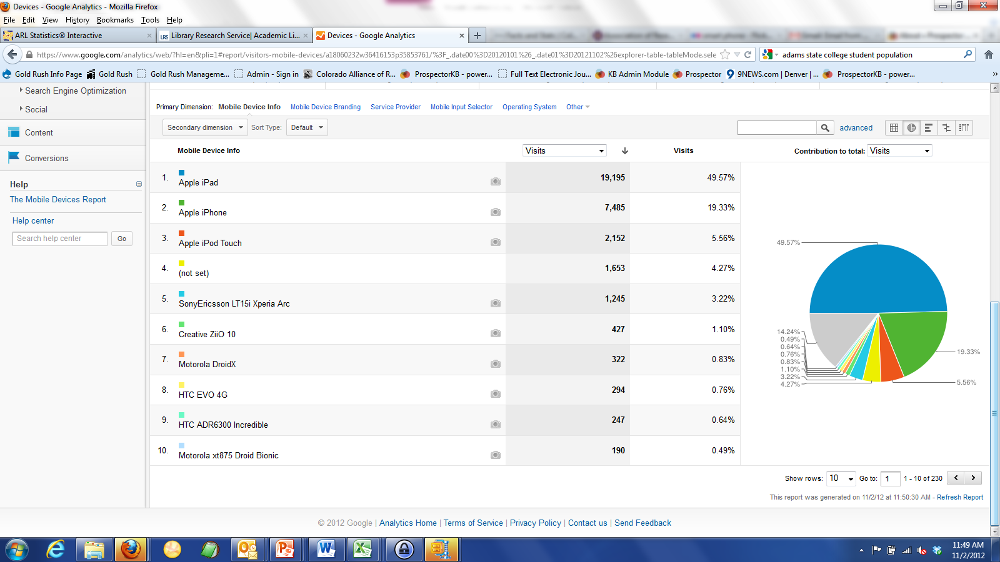 Devices - Google Analytics - Mozilla Firefox
File Edit View History Bookmarks Tools Help
ARL Statistics® Interactive × Library Research Service| Academic Li... × Devices - Google Analytics × +
https://www.google.com/analytics/web/?hl=en&pli=1#report/visitors-mobile-devices/a18060232w36416153p35853761/%3F_.date00%3D20120101%26_.date01%3D20121102%26explorer-table-tableMode.sele adams state college student population
Gold Rush Info Page Gold Rush Gold Rush Manageme... Admin - Sign in Colorado Alliance of R... ProspectorKB - power... Full Text Electronic Jou... KB Admin Module Prospector 9NEWS.com | Denver | ... ProspectorKB - power... »
Search Engine Optimization
Social
Content
Conversions
Help
The Mobile Devices Report
Help center
Search help center Go
Primary Dimension: Mobile Device Info Mobile Device Branding Service Provider Mobile Input Selector Operating System Other
Secondary dimension Sort Type: Default advanced
Mobile Device Info Visits Visits Contribution to total: Visits
1. Apple iPad 19,195 49.57%
2. Apple iPhone 7,485 19.33%
3. Apple iPod Touch 2,152 5.56%
4. (not set) 1,653 4.27%
5. SonyEricsson LT15i Xperia Arc 1,245 3.22%
6. Creative ZiiO 10 427 1.10%
7. Motorola DroidX 322 0.83%
8. HTC EVO 4G 294 0.76%
9. HTC ADR6300 Incredible 247 0.64%
10. Motorola xt875 Droid Bionic 190 0.49%
49.57%
14.24%
0.49%
0.64%
0.76%
0.83%
1.10%
3.22%
4.27%
19.33%
5.56%
Show rows: 10 Go to: 1 1 - 10 of 230
This report was generated on 11/2/12 at 11:50:30 AM - Refresh Report
© 2012 Google | Analytics Home | Terms of Service | Privacy Policy | Contact us | Send Feedback
11:49 AM
11/2/2012